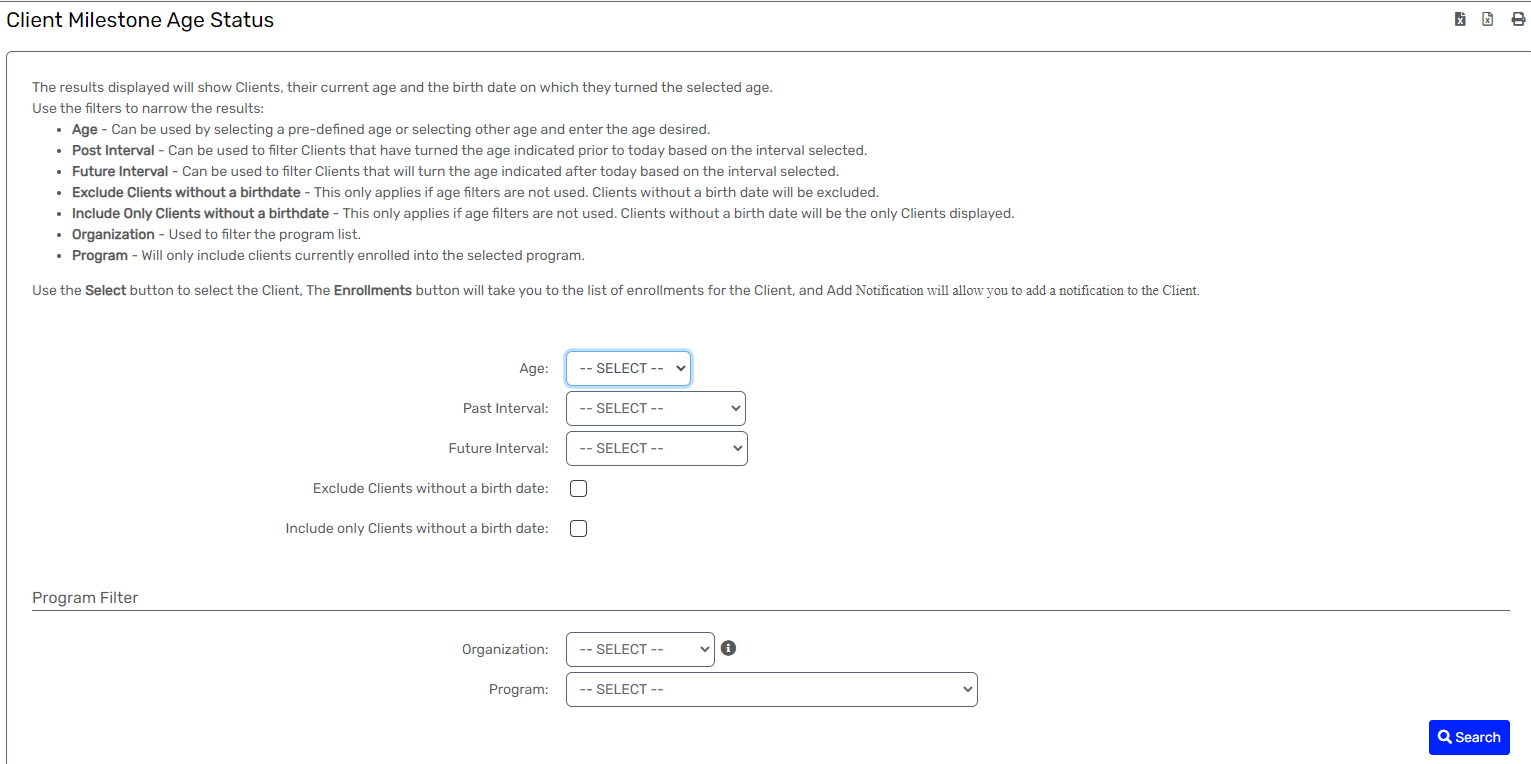 Client Milestone Age Status
The results displayed will show Clients, their current age and the birth date on which they turned the selected age.
Use the filters to narrow the results:
• Age - Can be used by selecting a pre-defined age or selecting other age and enter the age desired.
• Post Interval - Can be used to filter Clients that have turned the age indicated prior to today based on the interval selected.
• Future Interval - Can be used to filter Clients that will turn the age indicated after today based on the interval selected.
• Exclude Clients without a birthdate - This only applies if age filters are not used. Clients without a birth date will be excluded.
• Include Only Clients without a birthdate - This only applies if age filters are not used. Clients without a birth date will be the only Clients displayed.
• Organization - Used to filter the program list.
• Program - Will only include clients currently enrolled into the selected program.
Use the Select button to select the Client, The Enrollments button will take you to the list of enrollments for the Client, and Add Notification will allow you to add a notification to the Client.
Age: -- SELECT --
Past Interval: -- SELECT --
Future Interval: -- SELECT --
Exclude Clients without a birth date:
Include only Clients without a birth date:
Program Filter
Organization: -- SELECT --
Program: -- SELECT --
Search